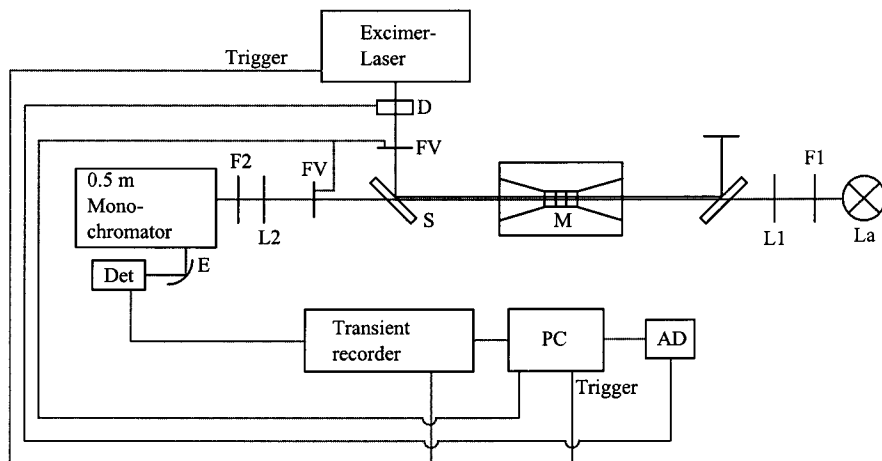 Trigger
Excimer-
Laser
D
FV
F2
FV
0.5 m
Mono-
chromator
L2
S
M
F1
L1
La
Det
E
Transient
recorder
PC
AD
Trigger